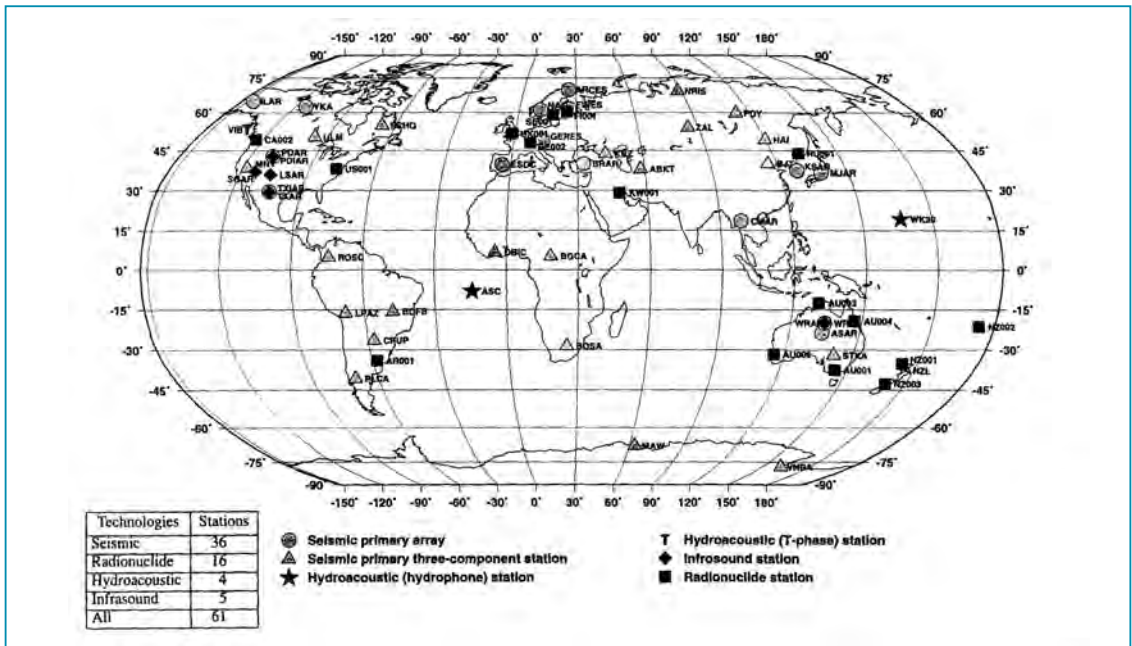 -150° -120° -90° -60° -30° 0° 30° 60° 90° 120° 150° 180°
90° 90°
75° 75°
60° 60°
45° 45°
30° 30°
15° 15°
0° 0°
-15° -15°
-30° -30°
-45° -45°
-60° -60°
-75° -75°
-90° -90°
ILAR
YKA
ARCES
NRIS
PDY
SCHQ
ULM
VIB
CA002
ZAL
HAI
PDAR
PDIAR
MNV
LSAR
SGAR
TXIAR
US001
GERES
ESDC
KVZ
ABKT
KSAR
MJAR
KW001
CMAR
WK30
ROSC
DBIC
BGCA
ASC
LPAZ
BDFB
CPUP
AR001
PLCA
BOSA
AU004
WRA
ASAR
AU001
STKA
NZ001
NZL
NZ002
NZ003
MAW
VNDA
-150° -120° -90° -60° -30° 0° 30° 60° 90° 120° 150° 180°
Technologies Stations
Seismic 36
Radionuclide 16
Hydroacoustic 4
Infrasound 5
All 61
Seismic primary array
Seismic primary three-component station
Hydroacoustic (hydrophone) station
T Hydroacoustic (T-phase) station
Infrosound station
Radionuclide station